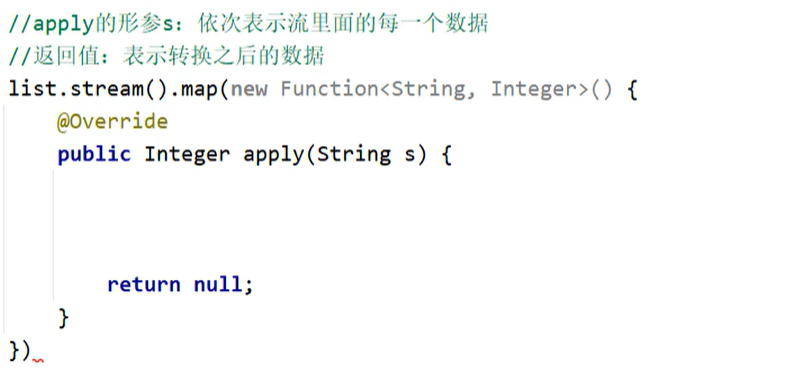 //apply的形参s：依次表示流里面的每一个数据
//返回值：表示转换之后的数据
list.stream().map(new Function<String, Integer>() {
    @Override
    public Integer apply(String s) {
        return null;
    }
})